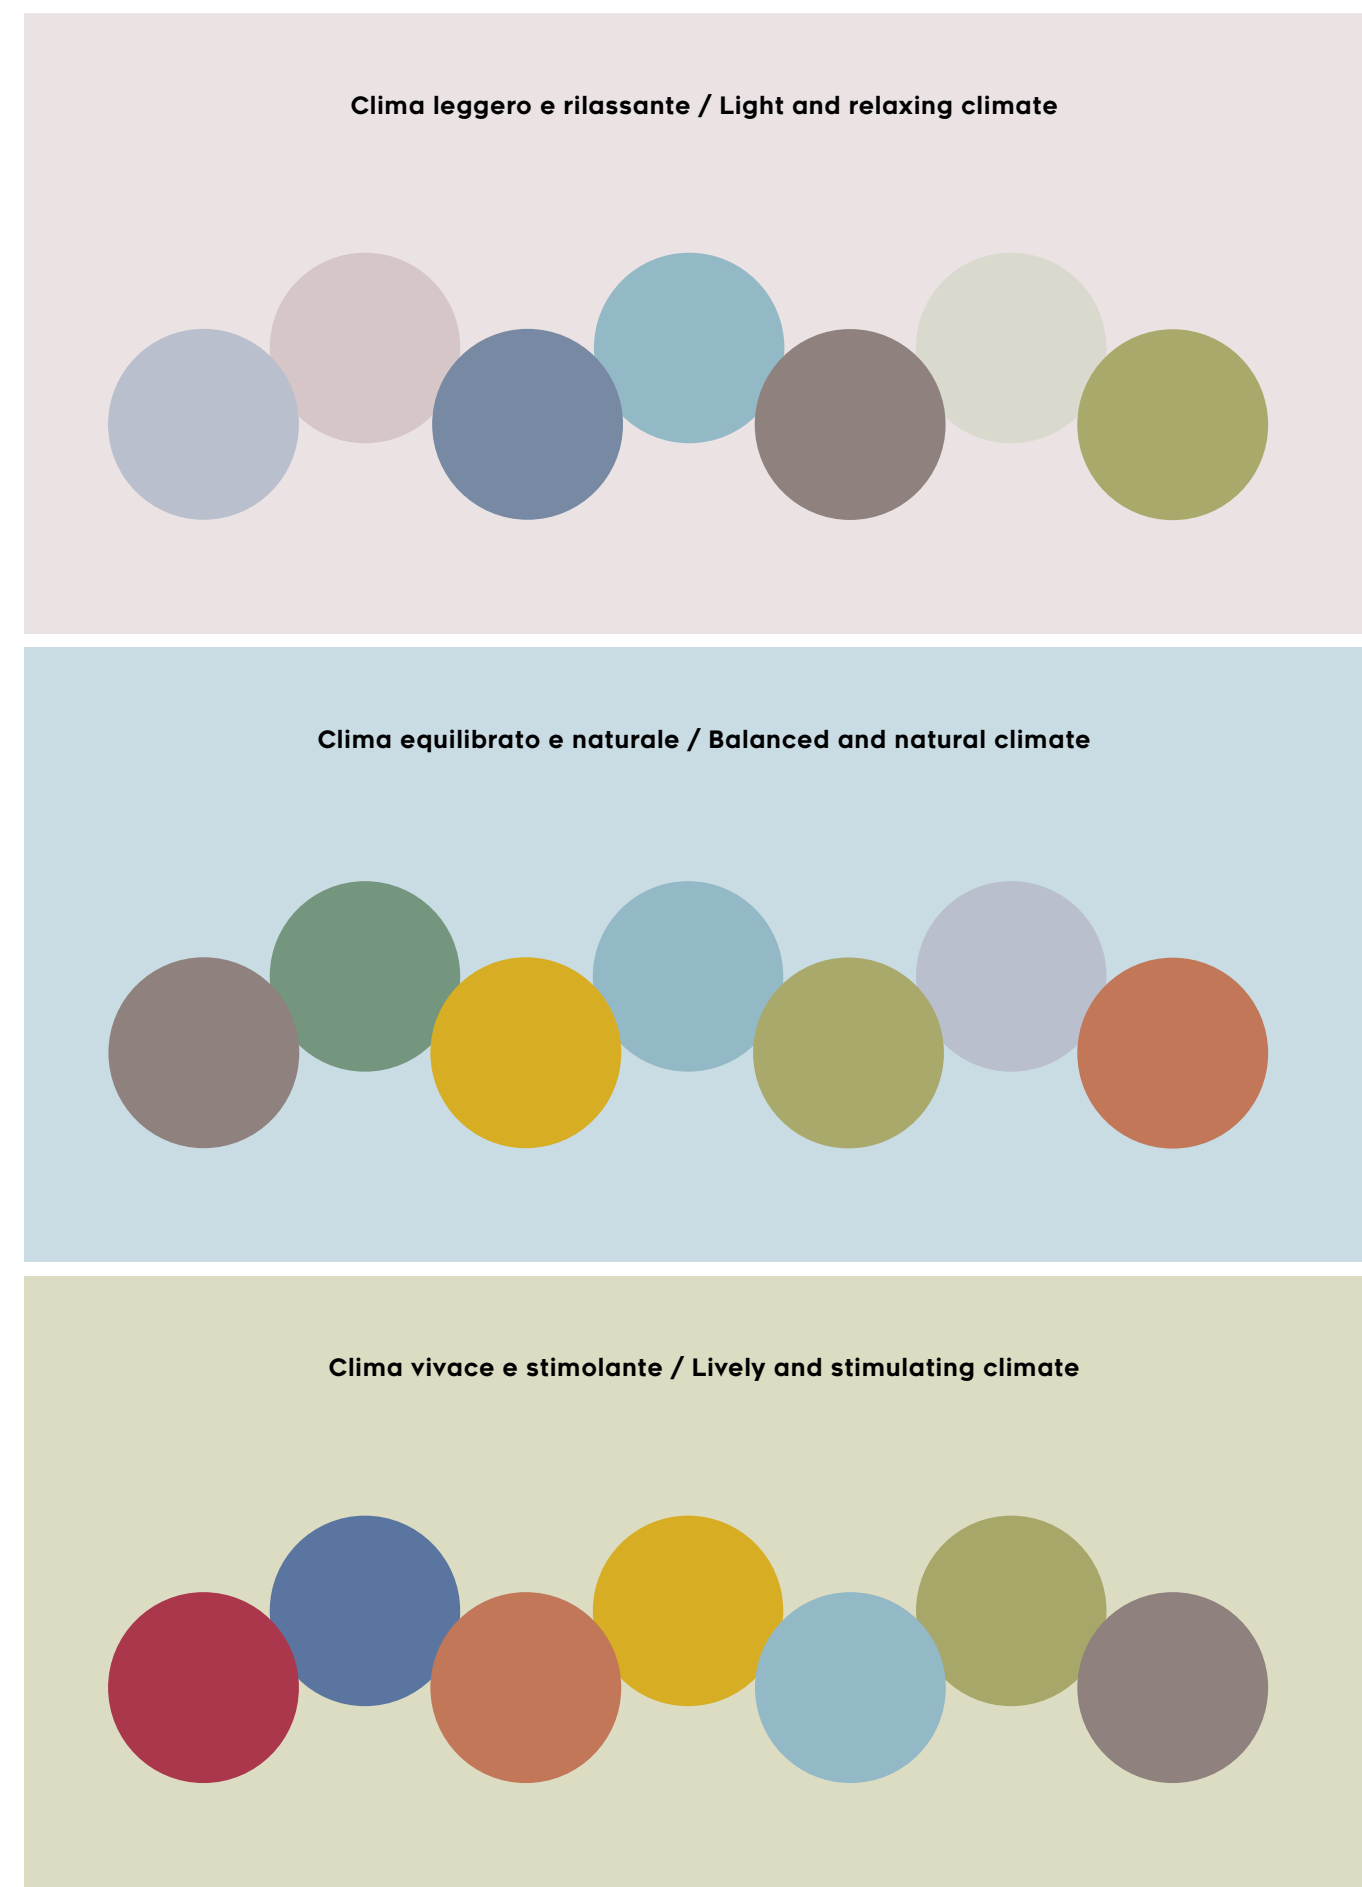 Clima leggero e rilassante / Light and relaxing climate
Clima equilibrato e naturale / Balanced and natural climate
Clima vivace e stimolante / Lively and stimulating climate